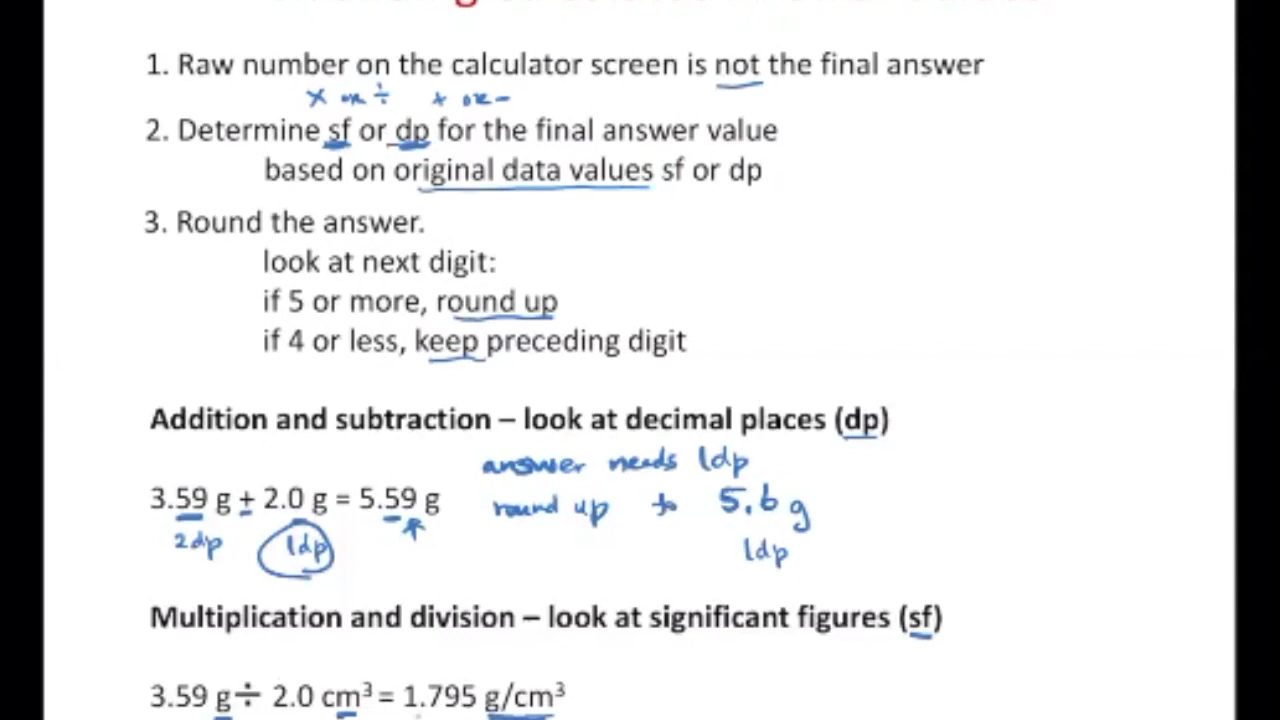 1. Raw number on the calculator screen is not the final answer
× or ÷ + or -
2. Determine sf or dp for the final answer value
based on original data values sf or dp
3. Round the answer.
look at next digit:
if 5 or more, round up
if 4 or less, keep preceding digit
Addition and subtraction – look at decimal places (dp)
answer needs 1dp
3.59 g + 2.0 g = 5.59 g round up to 5.6 g
2dp 1dp 1dp
Multiplication and division – look at significant figures (sf)
3.59 g ÷ 2.0 cm³ = 1.795 g/cm³